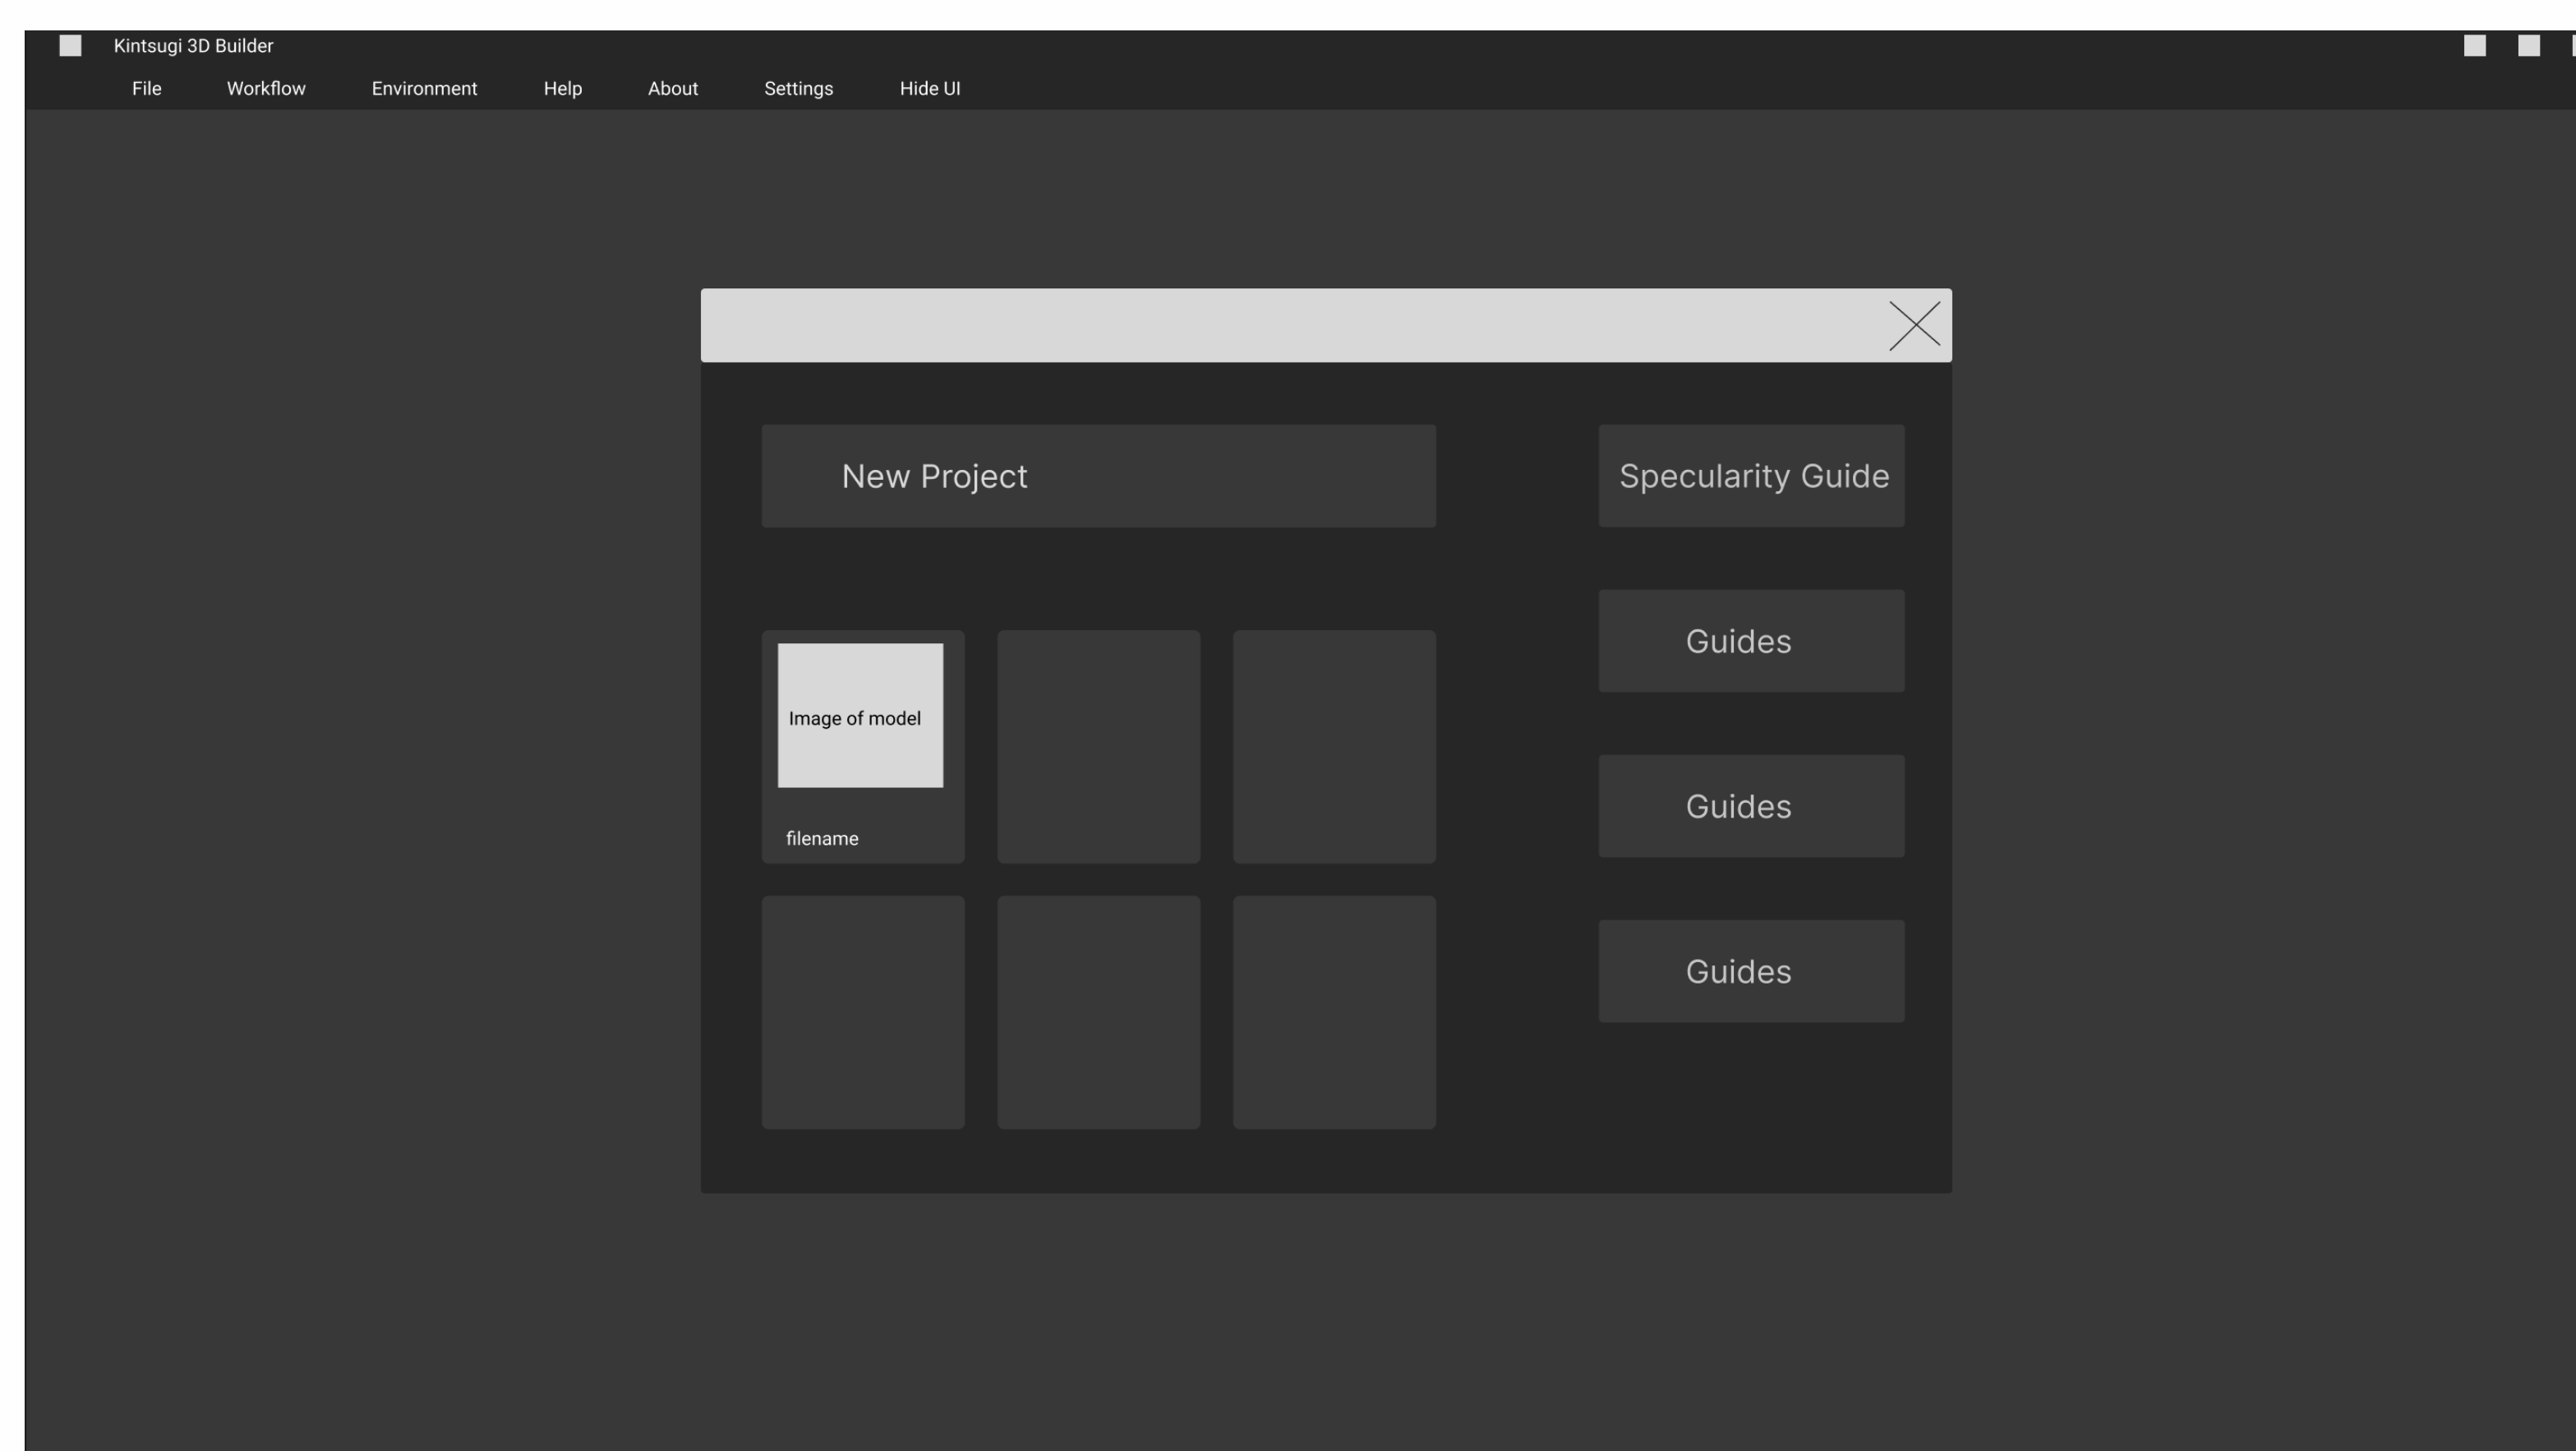 Kintsugi 3D Builder
File Workflow Environment Help About Settings Hide UI
New Project
Specularity Guide
Guides
Image of model
Guides
filename
Guides